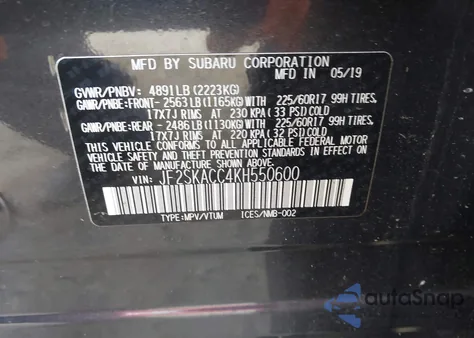 MFD BY SUBARU CORPORATION
MFD IN 05/19
GVWR/PNBV: 4891LB (2223KG)
GAWR/PNBE: FRONT- 2563LB (1165KG)WITH 225/60R17 99H TIRES,
17X7J RIMS AT 230 KPA (33 PSI) COLD
GAWR/PNBE: REAR - 2486LB (1130KG)WITH 225/60R17 99H TIRES,
17X7J RIMS AT 220 KPA (32 PSI) COLD
THIS VEHICLE CONFORMS TO ALL APPLICABLE FEDERAL MOTOR
VEHICLE SAFETY, BUMPER, AND THEFT PREVENTION STANDARDS
IN EFFECT ON THE DATE OF MANUFACTURE SHOWN ABOVE.
VIN: JF2SKACC4KH550600
TYPE:MPV/VTUM ICES/NMB-002
autoSnap